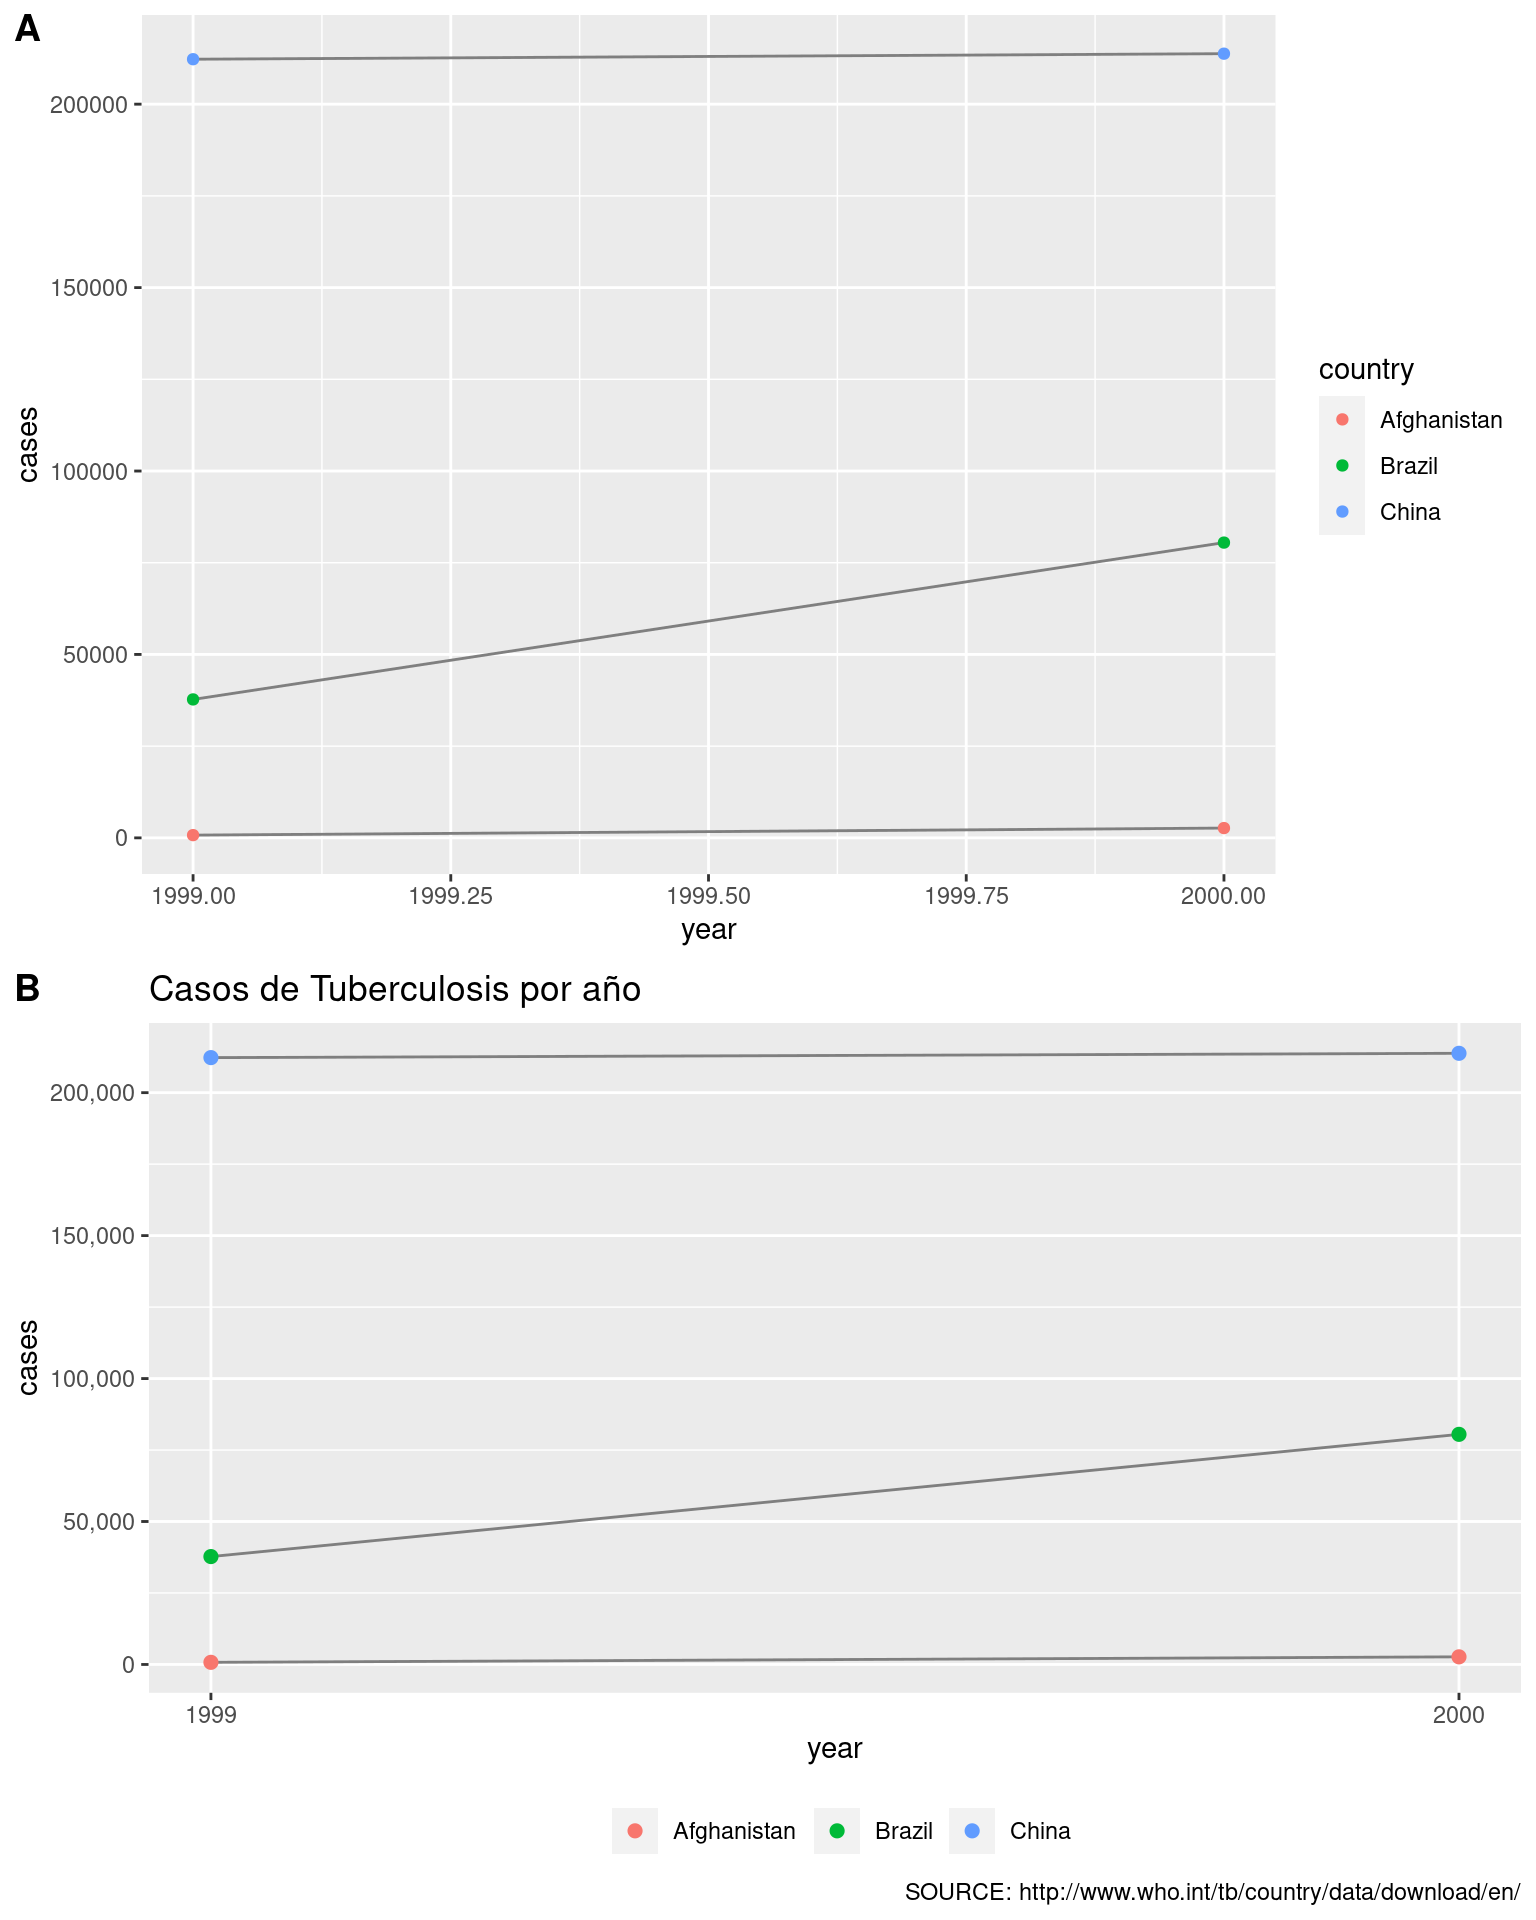 A
200000
150000
100000
50000
0
cases
1999.00 1999.25 1999.50 1999.75 2000.00
year
country
Afghanistan
Brazil
China
B
Casos de Tuberculosis por año
200,000
150,000
100,000
50,000
0
cases
1999 2000
year
Afghanistan Brazil China
SOURCE: http://www.who.int/tb/country/data/download/en/